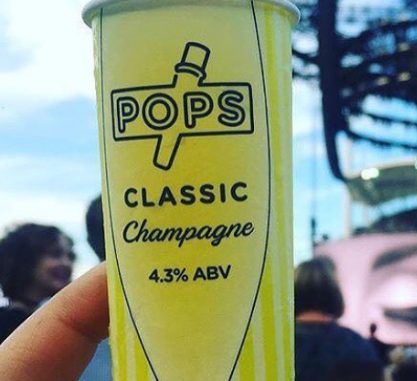 POPS
CLASSIC
Champagne
4.3% ABV